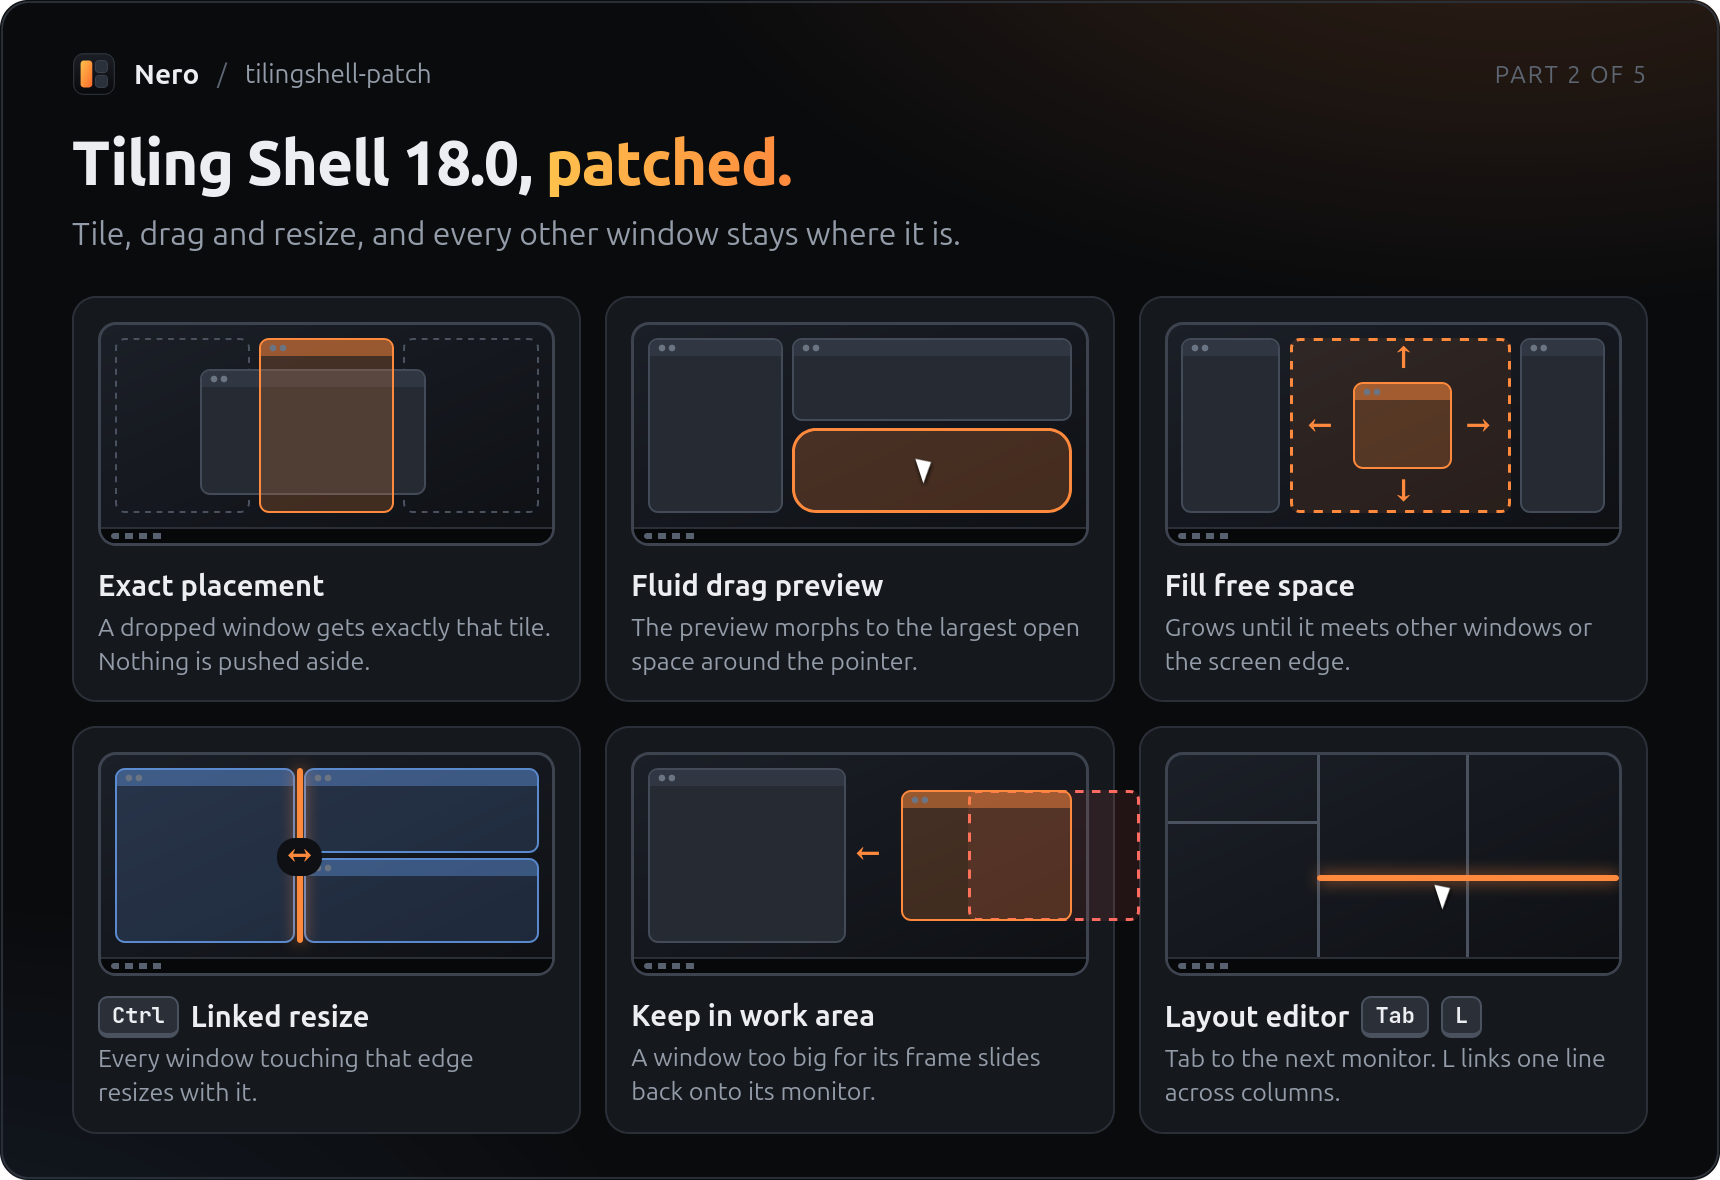 Nero / tilingshell-patch
PART 2 OF 5
Tiling Shell 18.0, patched.
Tile, drag and resize, and every other window stays where it is.
Exact placement
A dropped window gets exactly that tile.
Nothing is pushed aside.
Fluid drag preview
The preview morphs to the largest open
space around the pointer.
Fill free space
Grows until it meets other windows or
the screen edge.
Ctrl Linked resize
Every window touching that edge
resizes with it.
Keep in work area
A window too big for its frame slides
back onto its monitor.
Layout editor Tab L
Tab to the next monitor. L links one line
across columns.